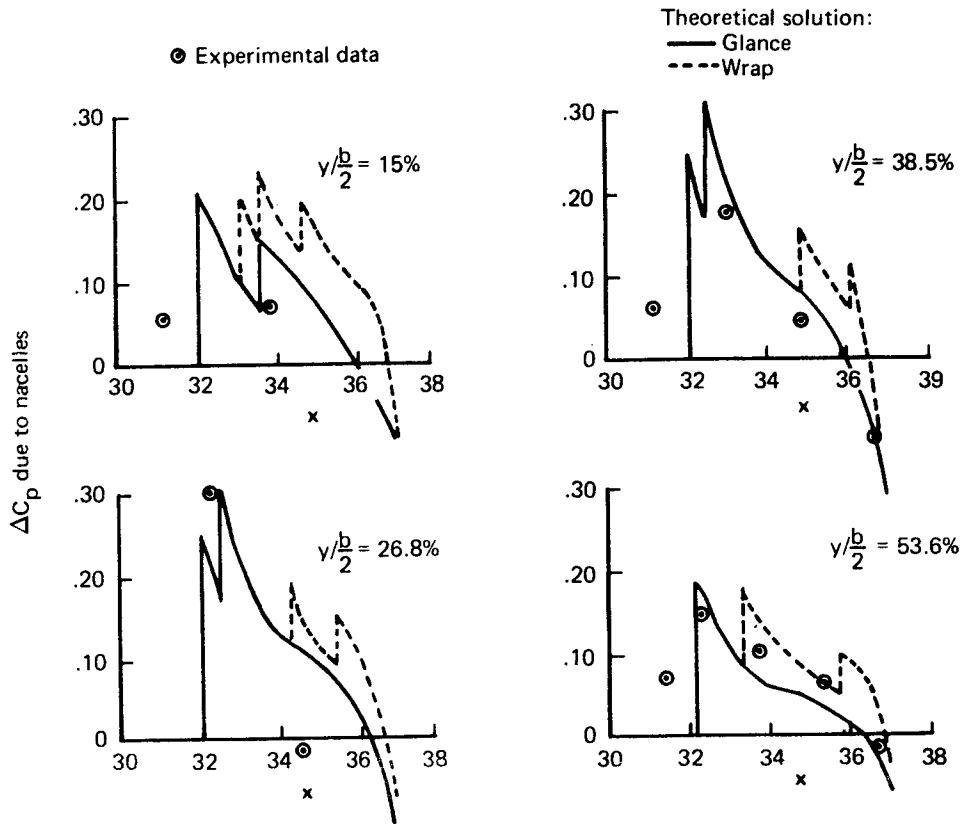 Experimental data
Theoretical solution:
Glance
Wrap
ΔCp due to nacelles
.30
.20
.10
0
30 32 34 36 38
x
y/b/2 = 15%
.30
.20
.10
0
30 32 34 36 39
x
y/b/2 = 38.5%
.30
.20
.10
0
30 32 34 36 38
x
y/b/2 = 26.8%
.30
.20
.10
0
30 32 34 36 38
x
y/b/2 = 53.6%